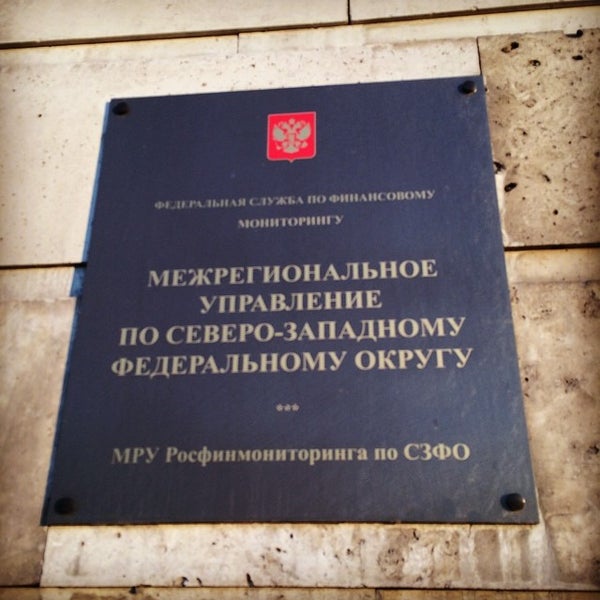 ФЕДЕРАЛЬНАЯ СЛУЖБА ПО ФИНАНСОВОМУ
МОНИТОРИНГУ
МЕЖРЕГИОНАЛЬНОЕ
УПРАВЛЕНИЕ
ПО СЕВЕРО-ЗАПАДНОМУ
ФЕДЕРАЛЬНОМУ ОКРУГУ
***
МРУ Росфинмониторинга по СЗФО